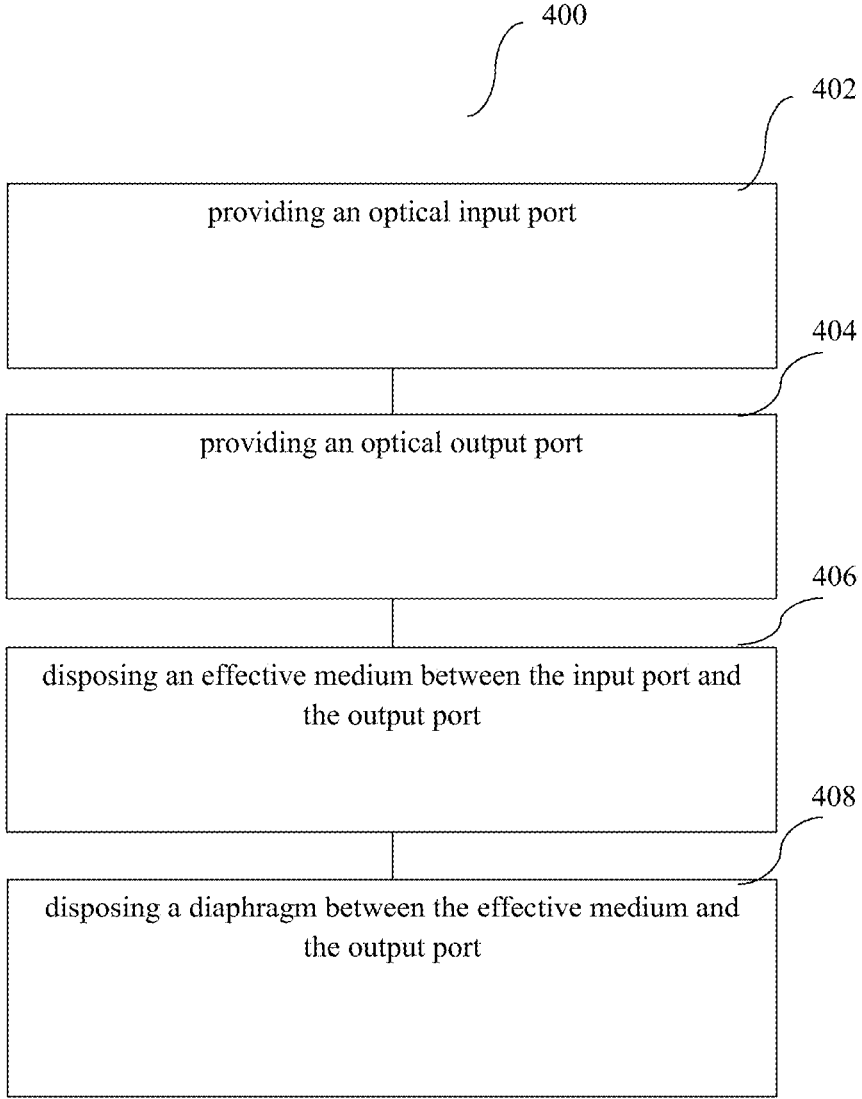 400
402
providing an optical input port
404
providing an optical output port
406
disposing an effective medium between the input port and
the output port
408
disposing a diaphragm between the effective medium and
the output port